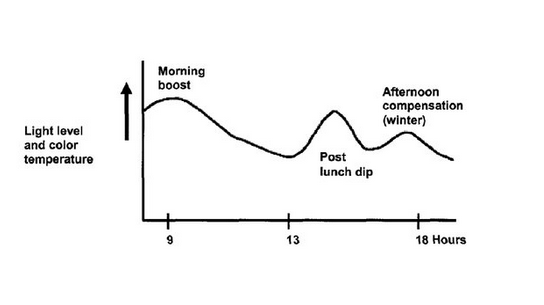 Morning
boost
Afternoon
compensation
(winter)
Light level
and color
temperature
Post
lunch dip
9
13
18 Hours